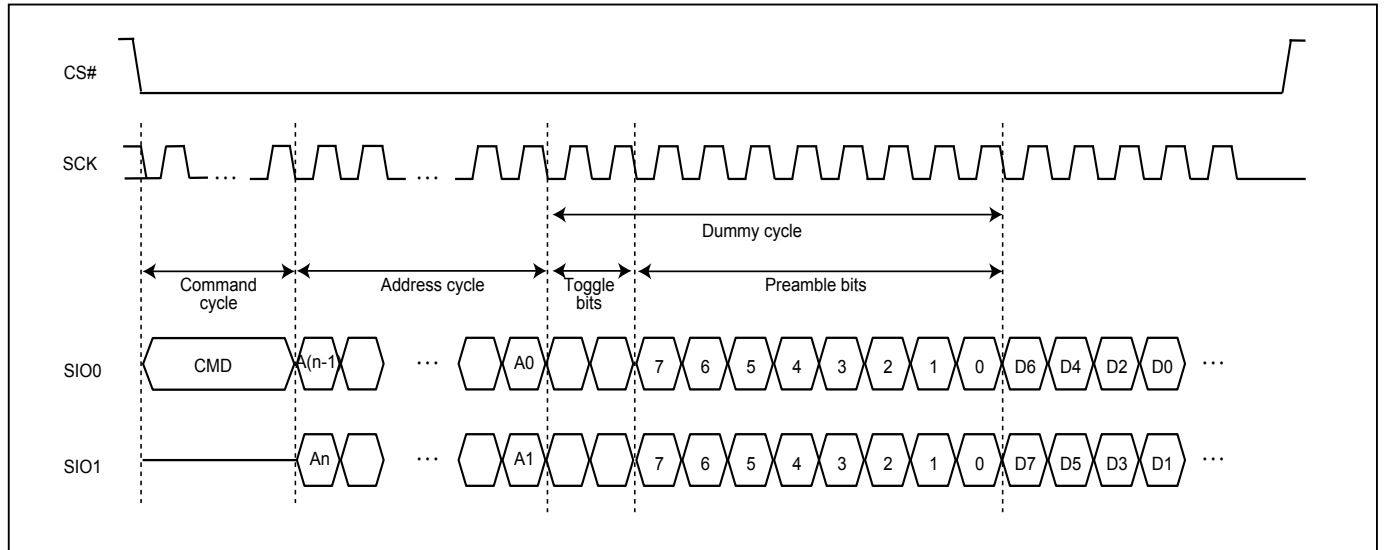 CS#
SCK
...
...
Dummy cycle
Command
cycle
Address cycle
Toggle
bits
Preamble bits
SIO0
CMD
A(n-1)
...
A0
7 6 5 4 3 2 1 0
D6 D4 D2 D0 ...
SIO1
An
...
A1
7 6 5 4 3 2 1 0
D7 D5 D3 D1 ...